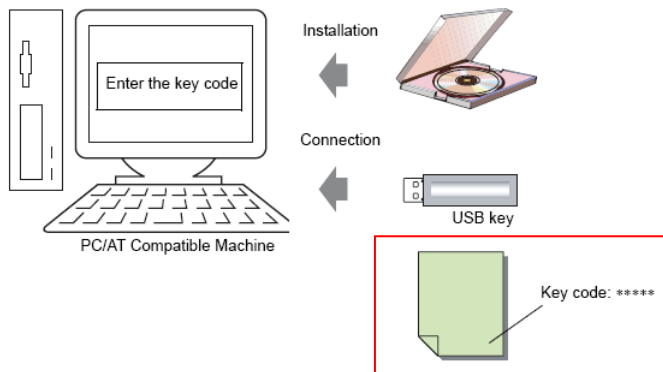 Installation
Enter the key code
Connection
USB key
PC/AT Compatible Machine
Key code: *****